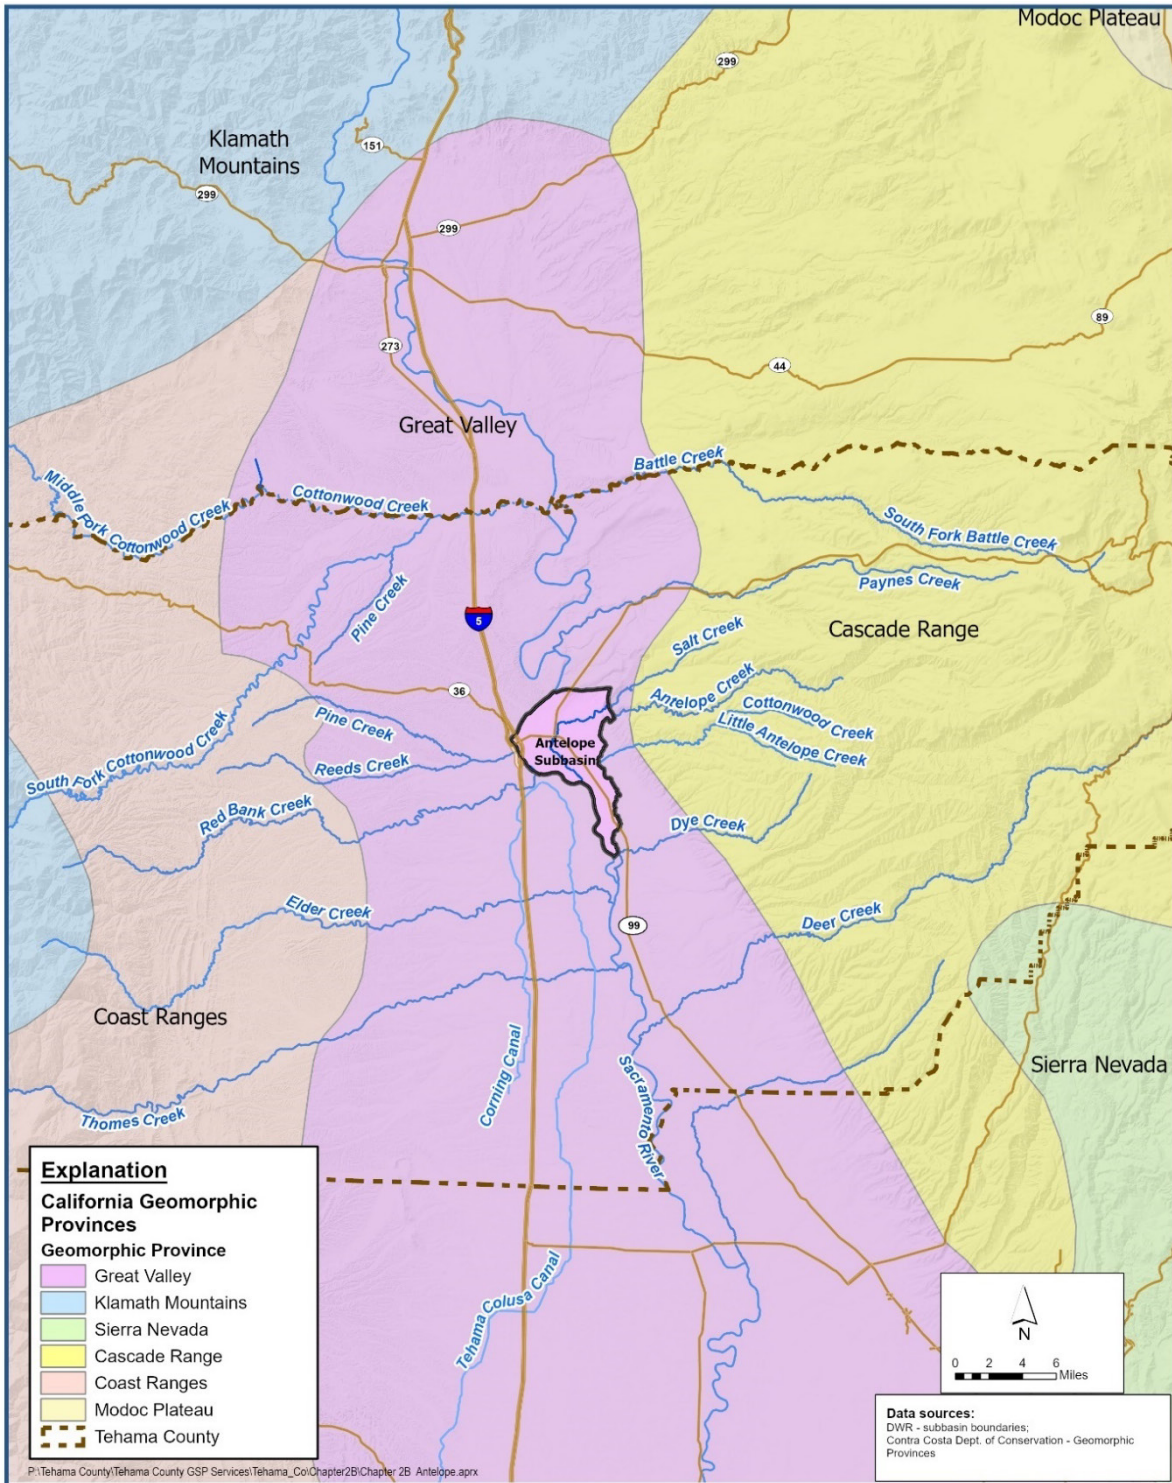 Modoc Plateau
299
Klamath
Mountains
151
299
299
89
273
44
Great Valley
Battle Creek
Middle Fork Cottonwood Creek
Cottonwood Creek
South Fork Battle Creek
Paynes Creek
Pine Creek
5
Cascade Range
Salt Creek
36
Antelope Creek
Cottonwood Creek
Little Antelope Creek
Pine Creek
Antelope
Subbasin
South Fork Cottonwood Creek
Reeds Creek
Red Bank Creek
Dye Creek
Elder Creek
99
Deer Creek
Coast Ranges
Corning Canal
Sacramento River
Sierra Nevada
Thomes Creek
Tehama Colusa Canal
Explanation
California Geomorphic
Provinces
Geomorphic Province
Great Valley
Klamath Mountains
Sierra Nevada
Cascade Range
Coast Ranges
Modoc Plateau
Tehama County
N
0 2 4 6
Miles
Data sources:
DWR - subbasin boundaries;
Contra Costa Dept. of Conservation - Geomorphic
Provinces
P:\Tehama County\Tehama County GSP Services\Tehama_Co\Chapter2B\Chapter 2B_Antelope.aprx